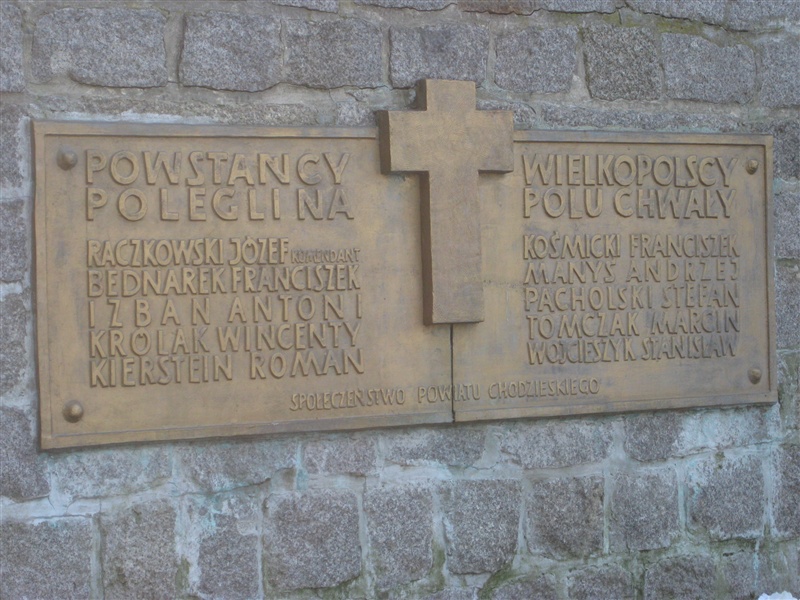 POWSTAŃCY WIELKOPOLSCY
POLEGLI NA POLU CHWAŁY
RACZKOWSKI JÓZEF KOMENDANT
BEDNAREK FRANCISZEK
IZBAN ANTONI
KRÓLAK WINCENTY
KIERSTEIN ROMAN
KOŚMICKI FRANCISZEK
MANYS ANDRZEJ
PACHOLSKI STEFAN
TOMCZAK MARCIN
WOJCIESZYK STANISŁAW
SPOŁECZEŃSTWO POWIATU CHODZIESKIEGO